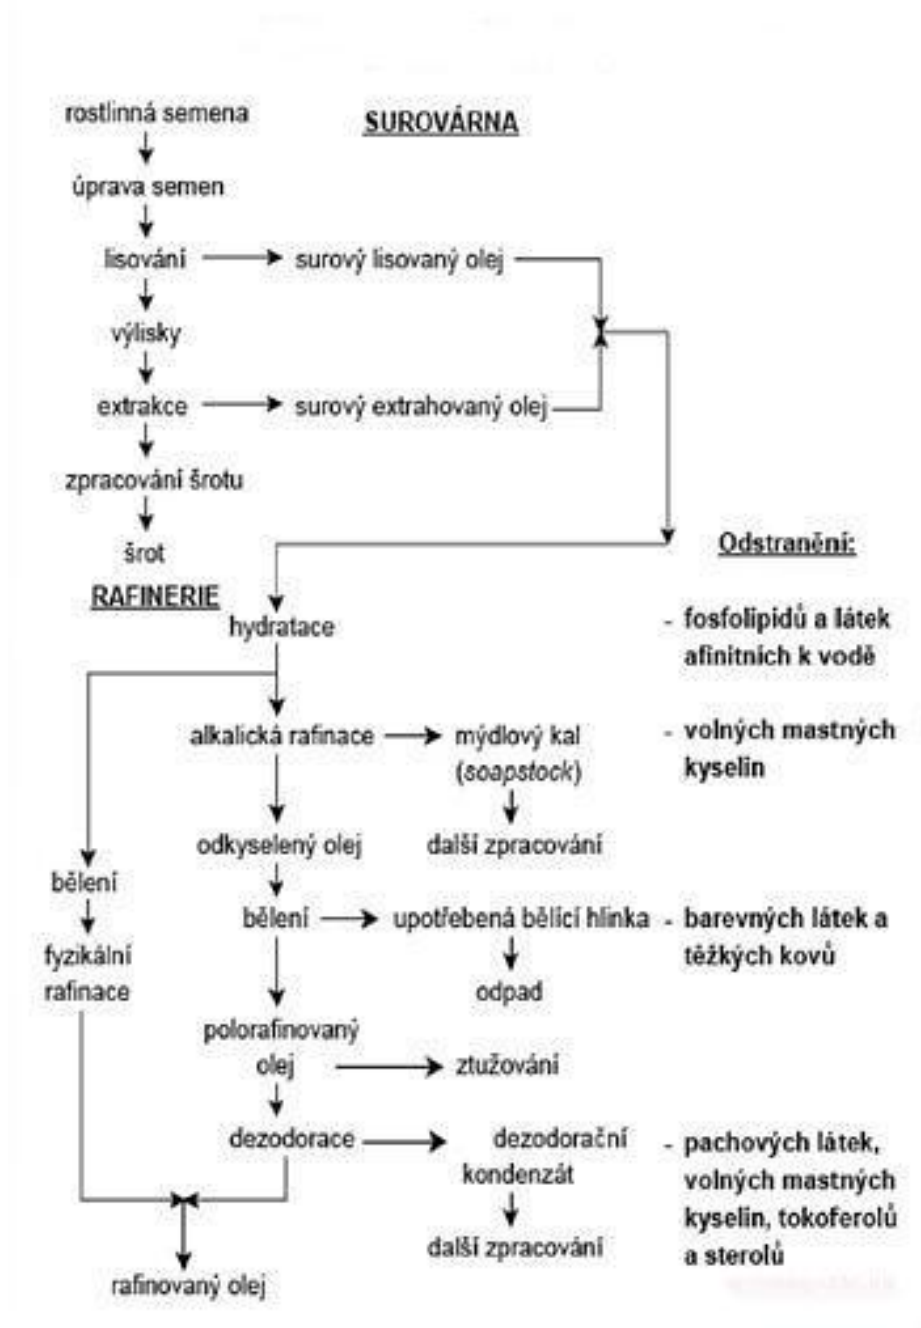 rostlinná semena
SUROVÁRNA
úprava semen
lisování
surový lisovaný olej
výlisky
extrakce
surový extrahovaný olej
zpracování šrotu
šrot
Odstranění:
RAFINERIE
hydratace
- fosfolipidů a látek
afinitních k vodě
alkalická rafinace
mýdlový kal
(soapstock)
- volných mastných
kyselin
odkyselený olej
další zpracování
bělení
bělení
upotřebená bělící hlinka
- barevných látek a
těžkých kovů
fyzikální
rafinace
odpad
polorafinovaný
olej
ztužování
dezodorace
dezodorační
kondenzát
- pachových látek,
volných mastných
kyselin, tokoferolů
a sterolů
další zpracování
rafinovaný olej